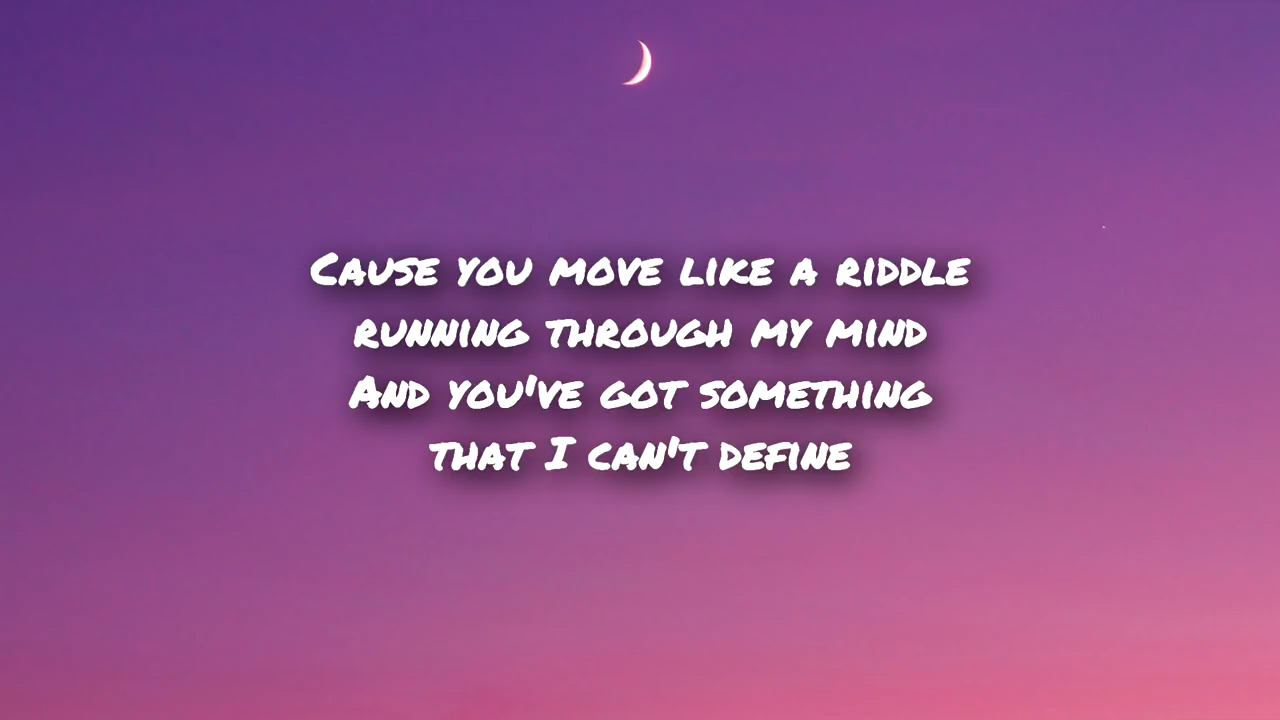 Cause you move like a riddle
running through my mind
And you've got something
that I can't define